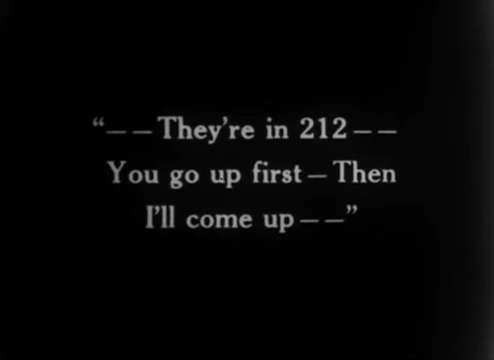 “— — They're in 212 — —
You go up first — Then
I'll come up — —”